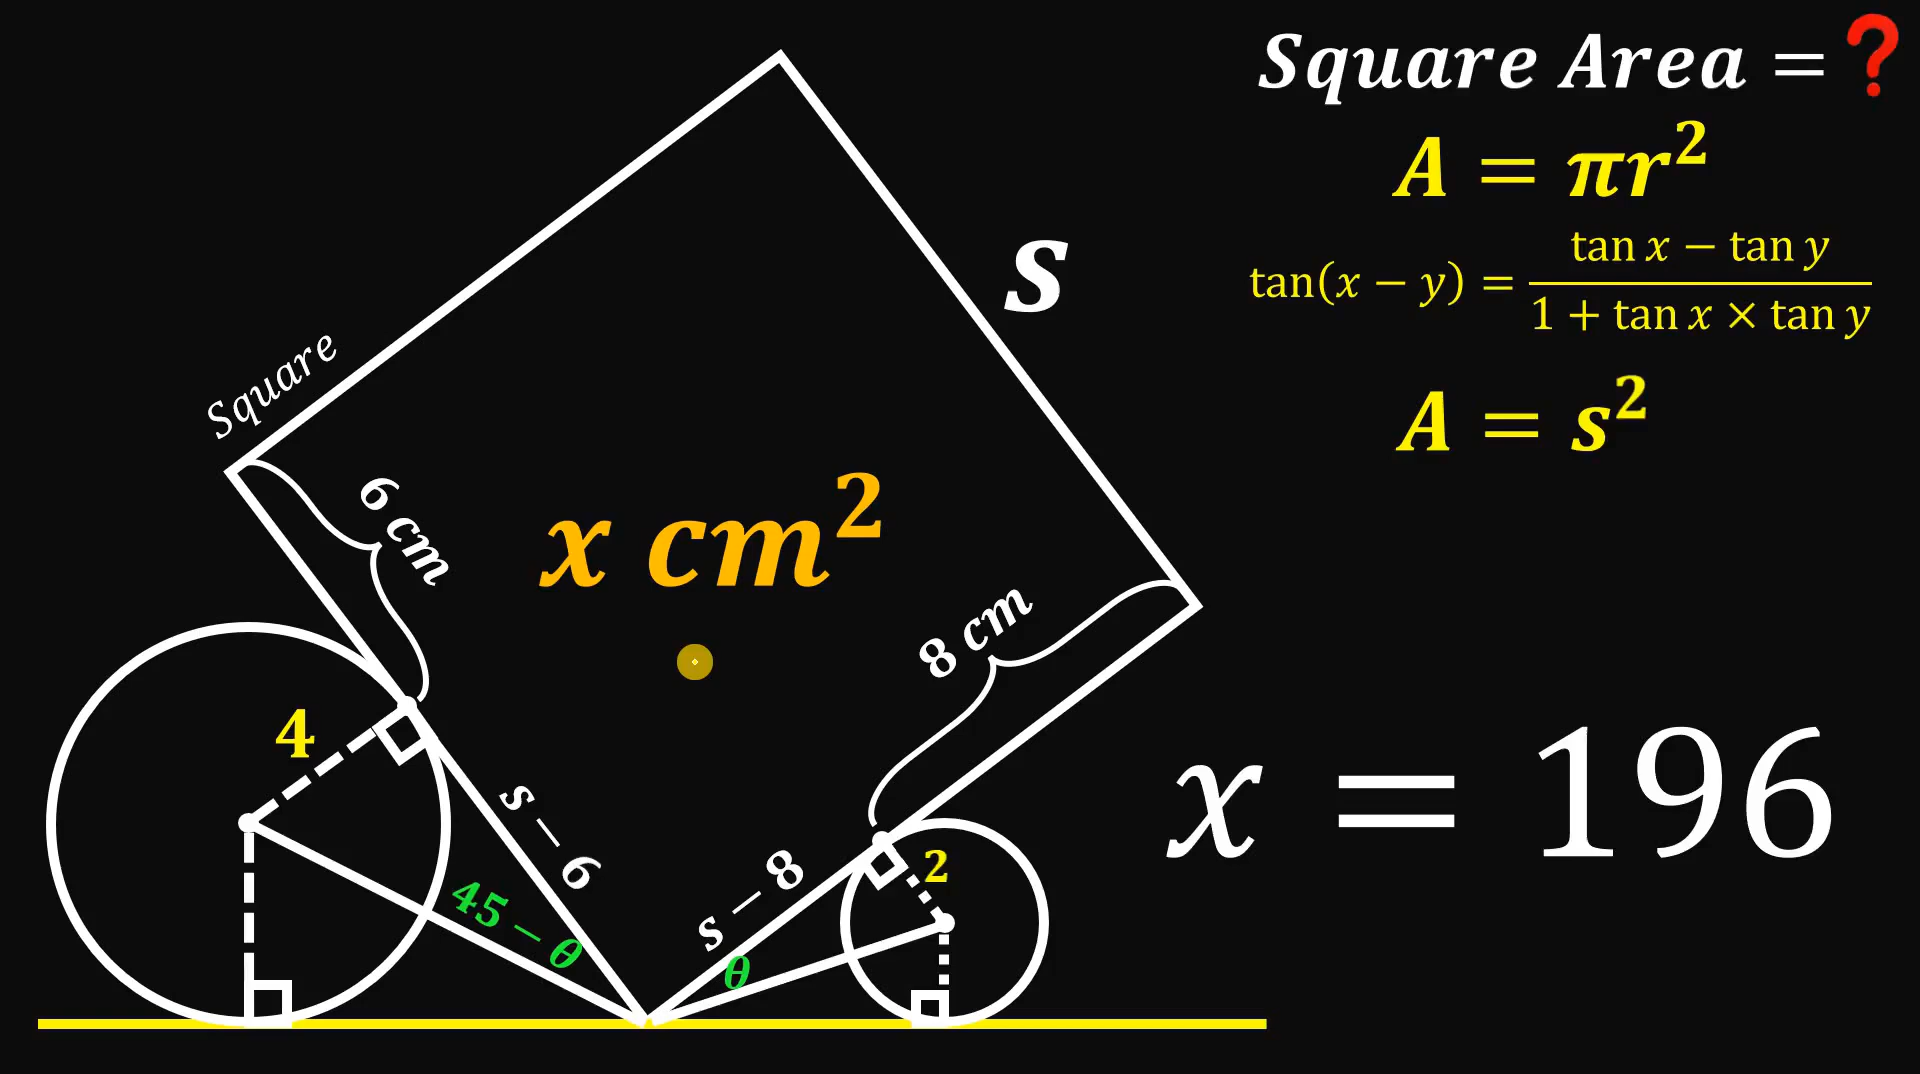 Square Area = ❓
A = πr²
tan(x − y) = \frac{tan x − tan y}{1 + tan x × tan y}
A = s²
s
Square
6 cm
x cm²
8 cm
4
s − 6
s − 8
2
45 − θ
θ
x = 196